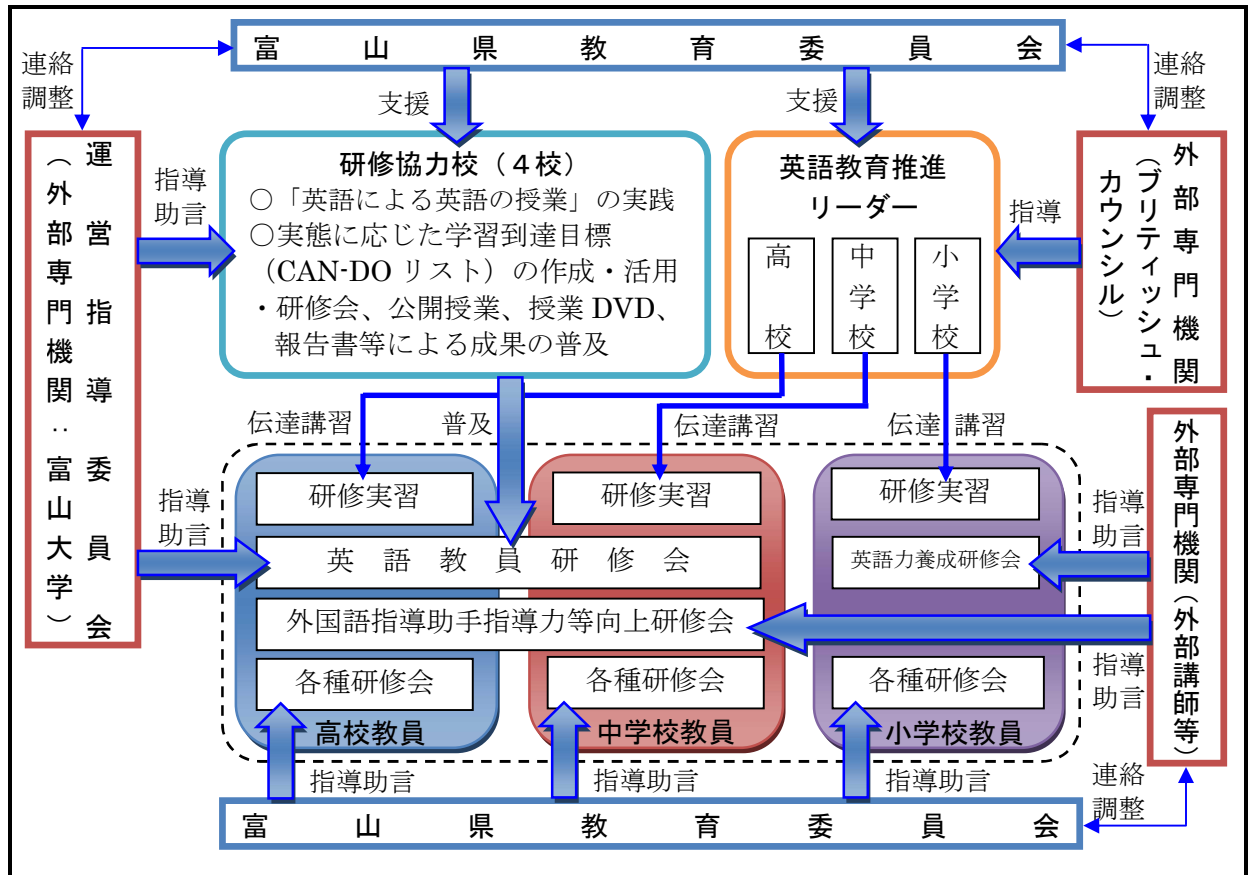 富山県教育委員会
連絡
調整
支援
支援
連絡
調整
運営指導委員会
（外部専門機関：富山大学）
指導
助言
研修協力校（４校）
○「英語による英語の授業」の実践
○実態に応じた学習到達目標
（CAN-DO リスト）の作成・活用
・研修会、公開授業、授業 DVD、
報告書等による成果の普及
英語教育推進
リーダー
高校
中学校
小学校
指導
外部専門機関
（ブリティッシュ・
カウンシル）
伝達講習
普及
伝達講習
伝達講習
指導
助言
研修実習
研修実習
研修実習
英語教員研修会
英語力養成研修会
外国語指導助手指導力等向上研修会
各種研修会
各種研修会
各種研修会
高校教員
中学校教員
小学校教員
指導
助言
指導
助言
外部専門機関（外部講師等）
指導助言
指導助言
指導助言
連絡
調整
富山県教育委員会